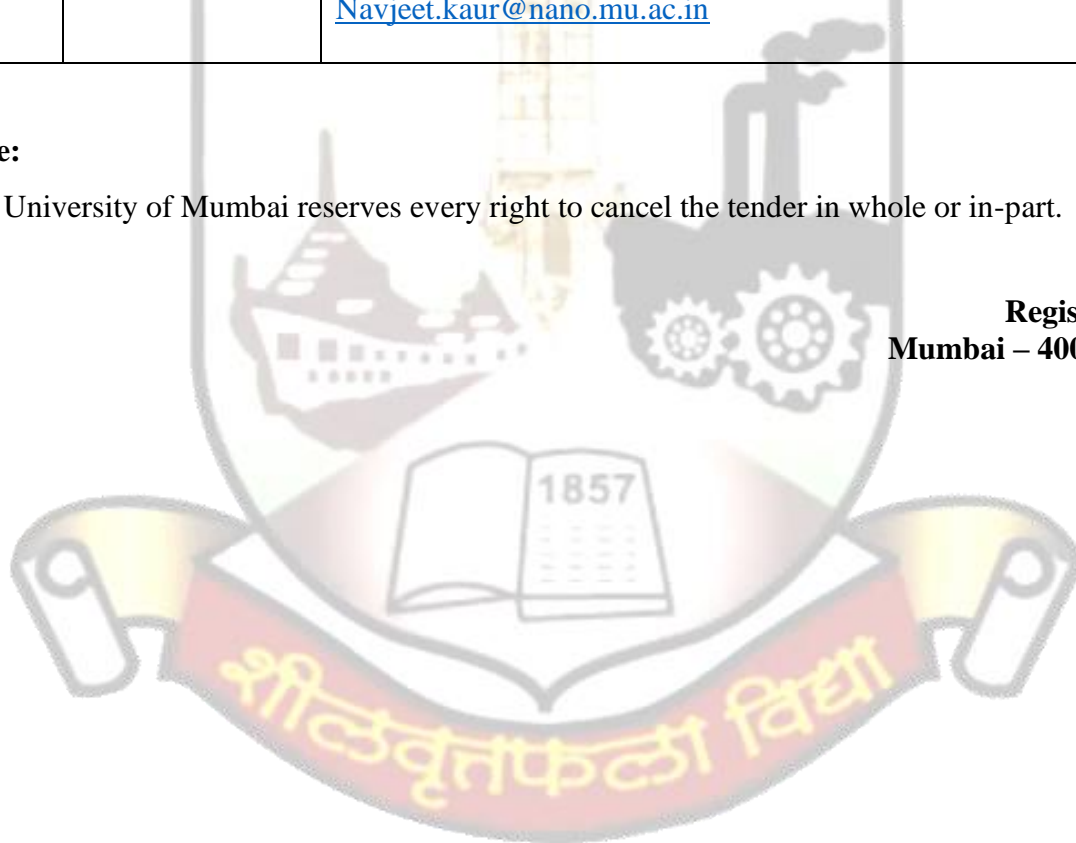 Navjeet.kaur@nano.mu.ac.in
e:
University of Mumbai reserves every right to cancel the tender in whole or in-part.
Regis
Mumbai – 400
1857
शीलवृतफला विद्या